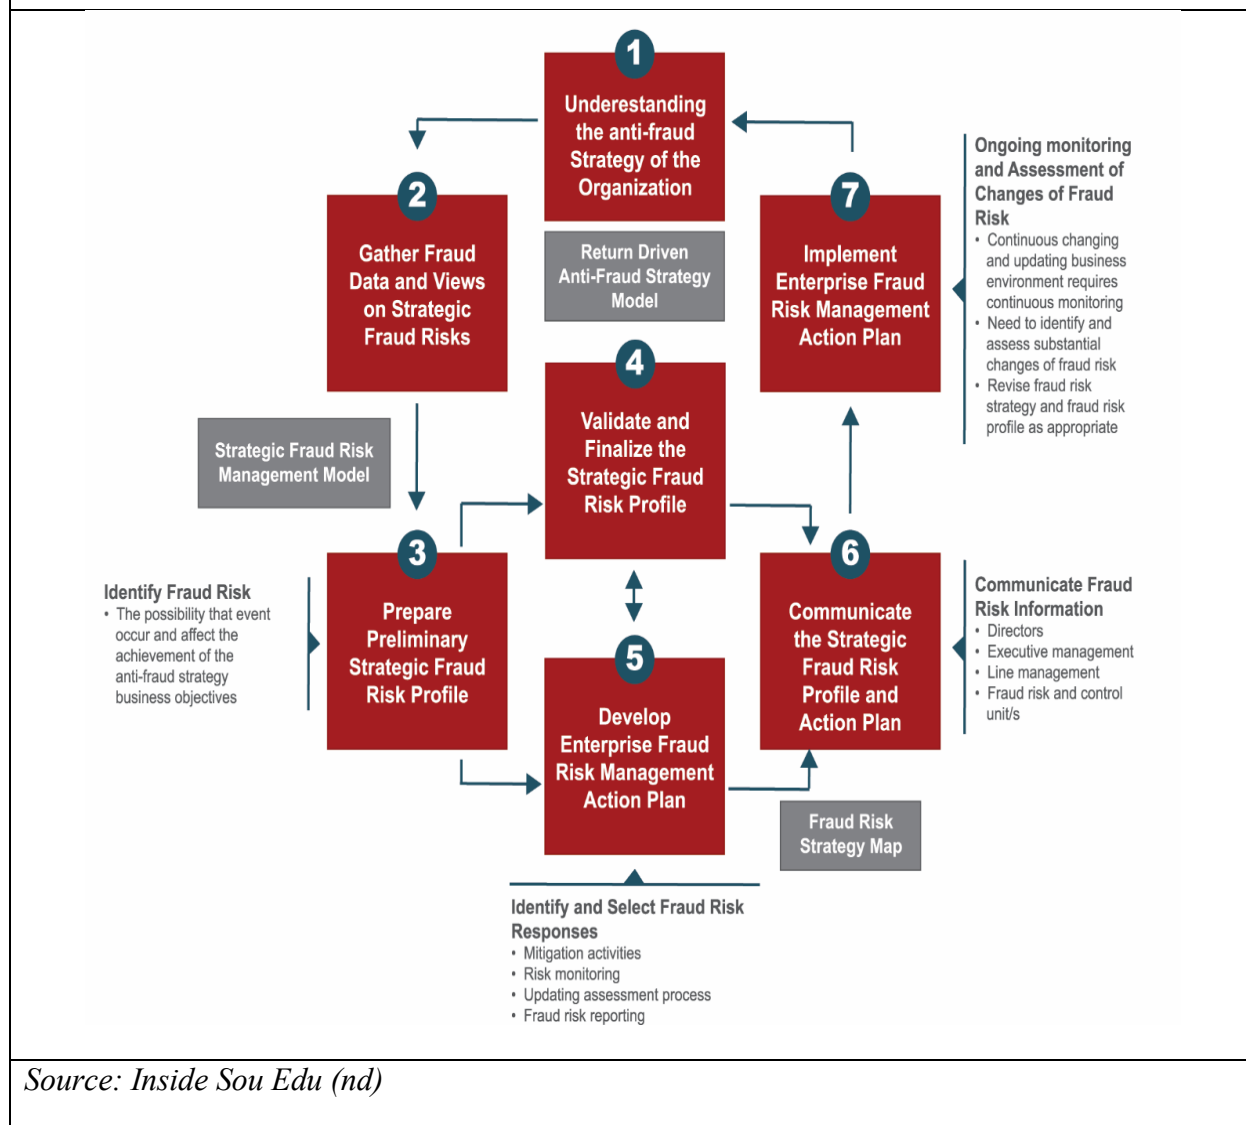 1
Underestanding
the anti-fraud
Strategy of the
Organization
2
Gather Fraud
Data and Views
on Strategic
Fraud Risks
Return Driven
Anti-Fraud Strategy
Model
7
Implement
Enterprise Fraud
Risk Management
Action Plan
Ongoing monitoring
and Assessment of
Changes of Fraud
Risk
• Continuous changing
and updating business
environment requires
continuous monitoring
• Need to identify and
assess substantial
changes of fraud risk
• Revise fraud risk
strategy and fraud risk
profile as appropriate
4
Validate and
Finalize the
Strategic Fraud
Risk Profile
Strategic Fraud Risk
Management Model
3
Prepare
Preliminary
Strategic Fraud
Risk Profile
Identify Fraud Risk
• The possibility that event
occur and affect the
achievement of the
anti-fraud strategy
business objectives
6
Communicate
the Strategic
Fraud Risk
Profile and
Action Plan
Communicate Fraud
Risk Information
• Directors
• Executive management
• Line management
• Fraud risk and control
unit/s
5
Develop
Enterprise Fraud
Risk Management
Action Plan
Fraud Risk
Strategy Map
Identify and Select Fraud Risk
Responses
• Mitigation activities
• Risk monitoring
• Updating assessment process
• Fraud risk reporting
Source: Inside Sou Edu (nd)